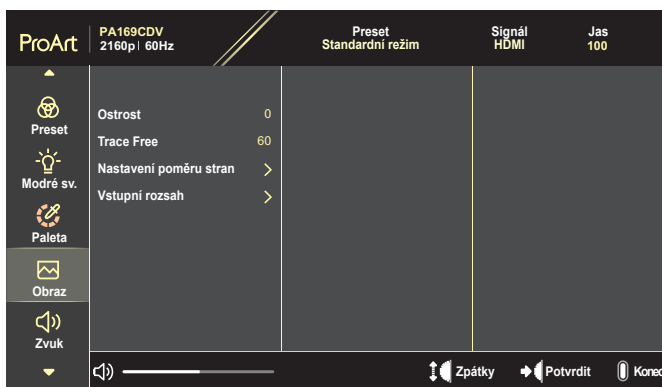 ProArt
PA169CDV
2160p 60Hz
Preset
Standardní režim
Signál
HDMI
Jas
100
Preset
Modré sv.
Paleta
Obraz
Zvuk
Ostrost 0
Trace Free 60
Nastavení poměru stran
Vstupní rozsah
Zpátky
Potvrdit
Konec